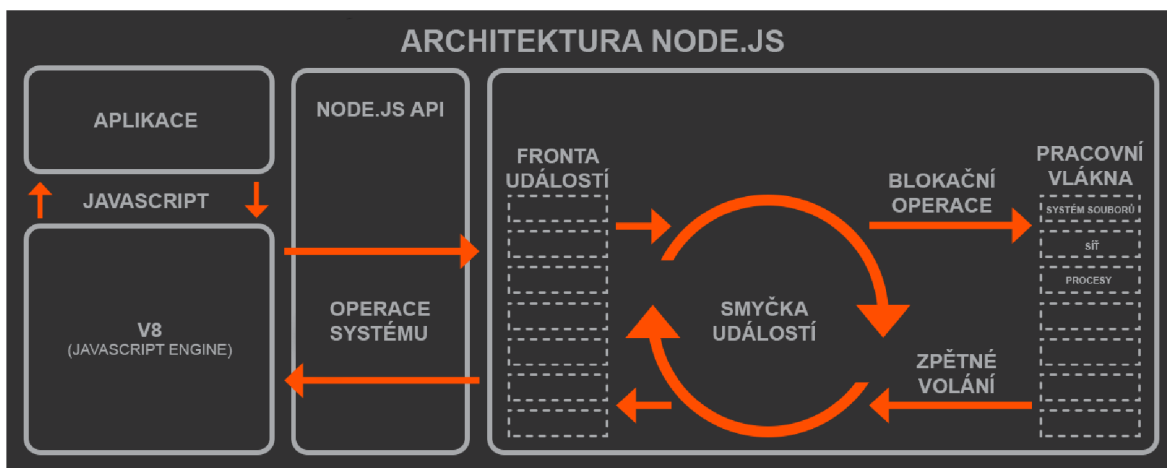 ARCHITEKTURA NODE.JS
APLIKACE
JAVASCRIPT
V8
(JAVASCRIPT ENGINE)
NODE.JS API
OPERACE
SYSTÉMU
FRONTA
UDÁLOSTÍ
SMYČKA
UDÁLOSTÍ
BLOKAČNÍ
OPERACE
ZPĚTNÉ
VOLÁNÍ
PRACOVNÍ
VLÁKNA
SYSTÉM SOUBORŮ
SÍŤ
PROCESY